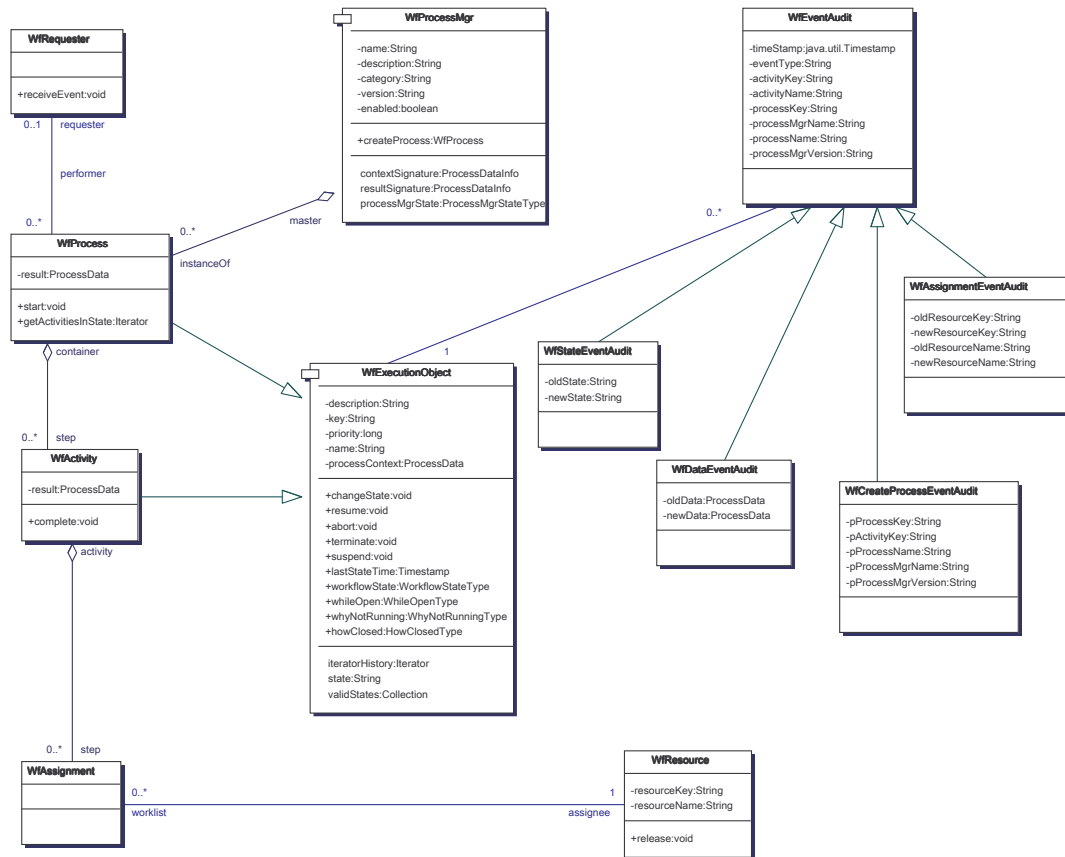 WfRequester
+receiveEvent:void
0..1 requester
performer
0..*
WfProcessMgr
-name:String
-description:String
-category:String
-version:String
-enabled:boolean
+createProcess:WfProcess
contextSignature:ProcessDataInfo
resultSignature:ProcessDataInfo
processMgrState:ProcessMgrStateType
master
0..*
instanceOf
WfEventAudit
-timeStamp:java.util.Timestamp
-eventType:String
-activityKey:String
-activityName:String
-processKey:String
-processMgrName:String
-processName:String
-processMgrVersion:String
0..*
1
WfProcess
-result:ProcessData
+start:void
+getActivitiesInState:Iterator
container
0..* step
WfActivity
-result:ProcessData
+complete:void
activity
0..* step
WfAssignment
0..*
worklist
1
assignee
WfExecutionObject
-description:String
-key:String
-priority:long
-name:String
-processContext:ProcessData
+changeState:void
+resume:void
+abort:void
+terminate:void
+suspend:void
+lastStateTime:Timestamp
+workflowState:WorkflowStateType
+whileOpen:WhileOpenType
+whyNotRunning:WhyNotRunningType
+howClosed:HowClosedType
iteratorHistory:Iterator
state:String
validStates:Collection
WfStateEventAudit
-oldState:String
-newState:String
WfDataEventAudit
-oldData:ProcessData
-newData:ProcessData
WfAssignmentEventAudit
-oldResourceKey:String
-newResourceKey:String
-oldResourceName:String
-newResourceName:String
WfCreateProcessEventAudit
-pProcessKey:String
-pActivityKey:String
-pProcessName:String
-pProcessMgrName:String
-pProcessMgrVersion:String
WfResource
-resourceKey:String
-resourceName:String
+release:void